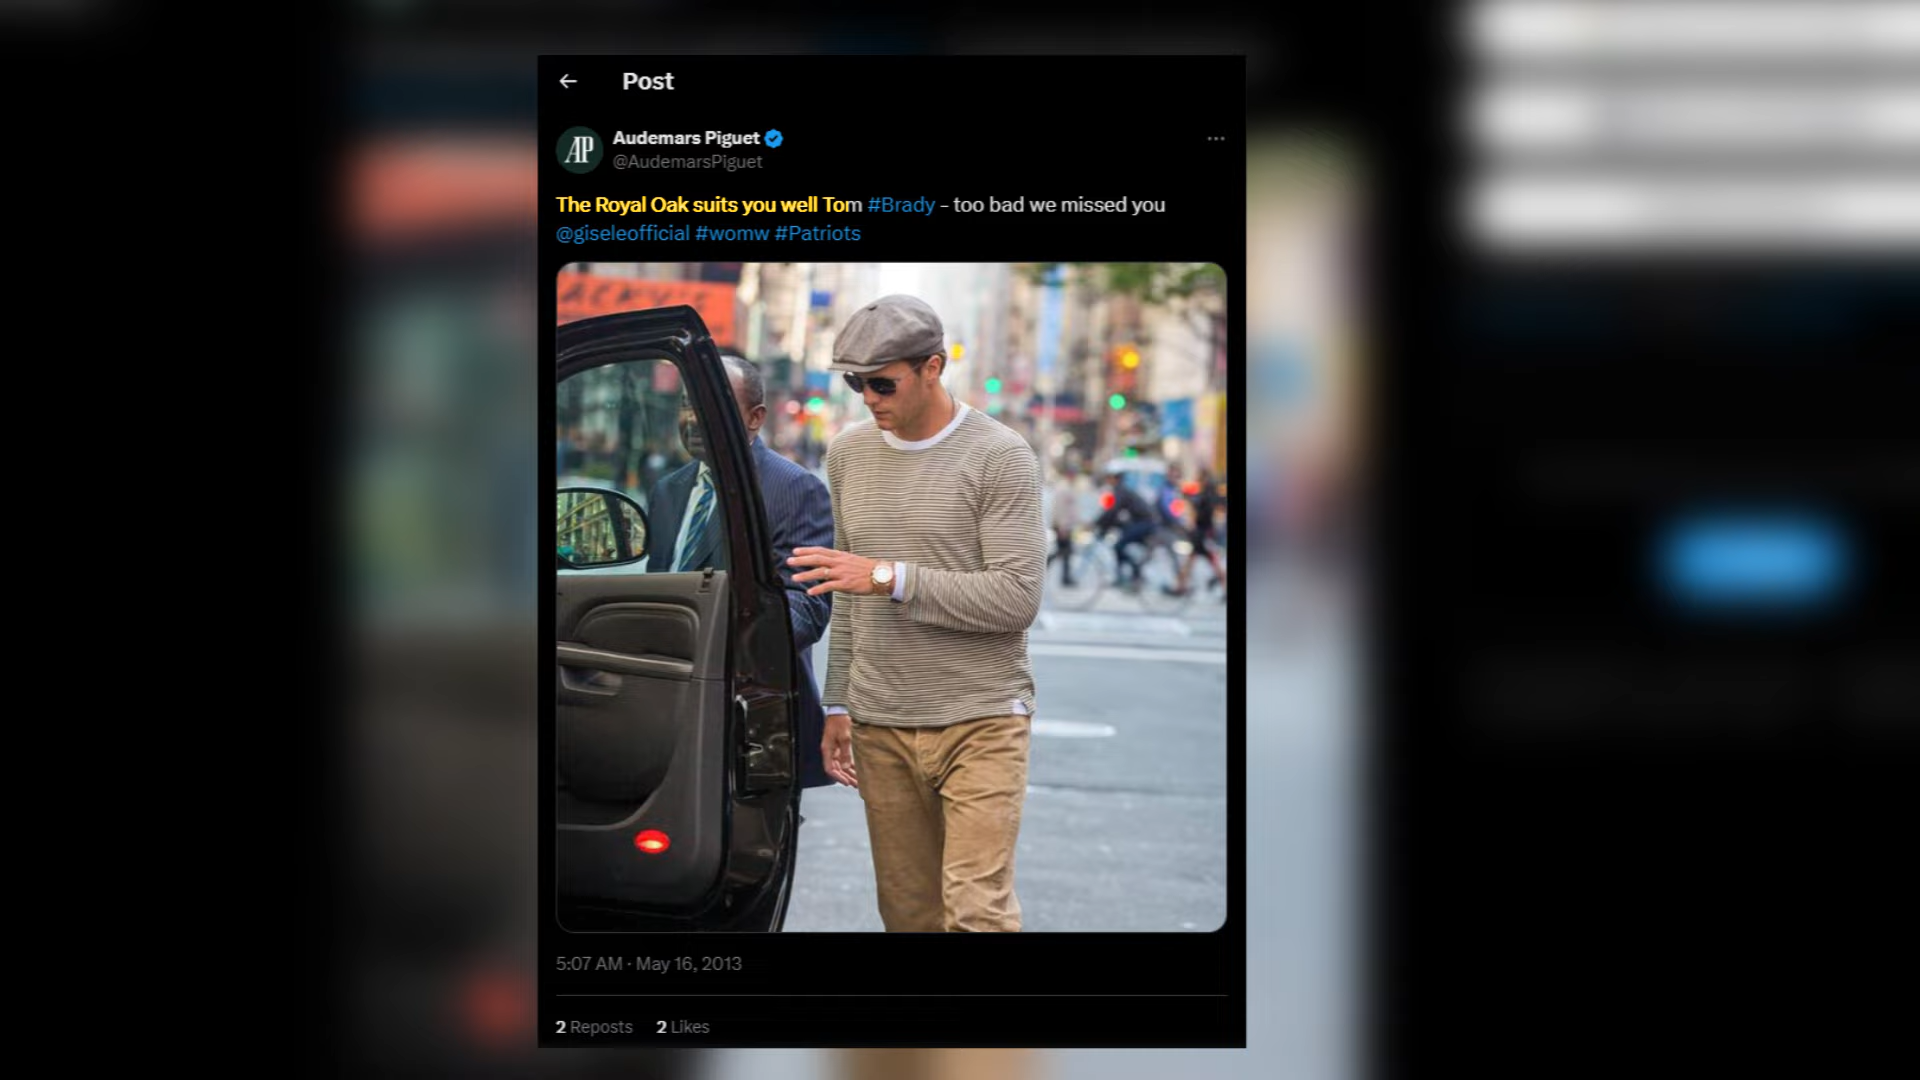 Post
AP
Audemars Piguet
@AudemarsPiguet
The Royal Oak suits you well Tom #Brady - too bad we missed you
@giseleofficial #womw #Patriots
5:07 AM · May 16, 2013
2 Reposts 2 Likes